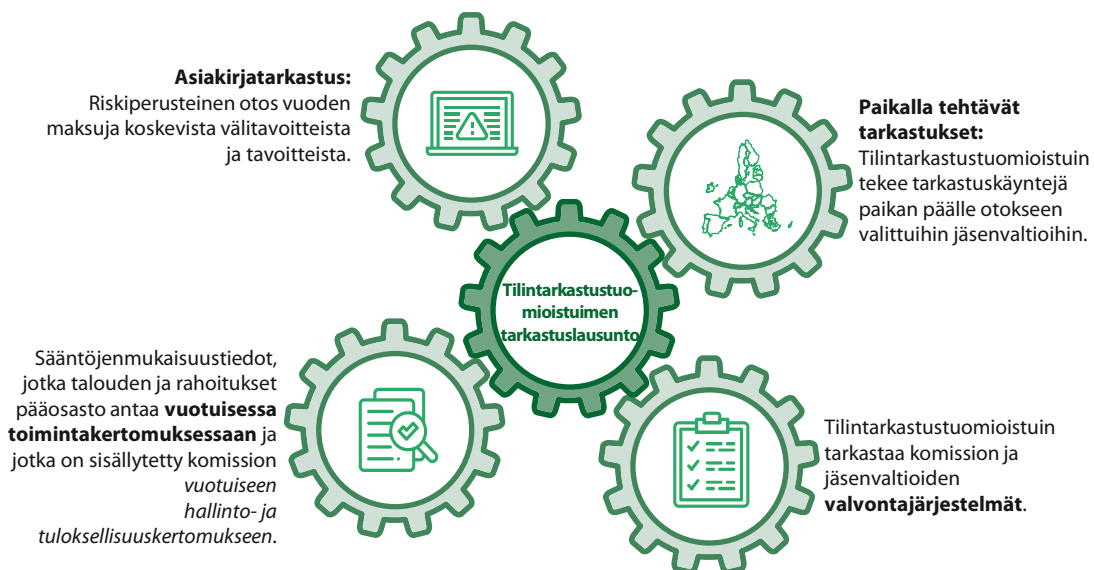 Asiakirjatarkastus:
Riskiperusteinen otos vuoden
maksuja koskevista välitavoitteista
ja tavoitteista.
Paikalla tehtävät
tarkastukset:
Tilintarkastustuomioistuin
tekee tarkastuskäyntejä
paikan päälle otokseen
valittuihin jäsenvaltioihin.
Tilintarkastustuo-
mioistuimen
tarkastuslausunto
Sääntöjenmukaisuustiedot,
jotka talouden ja rahoitukset
pääosasto antaa vuotuisessa
toimintakertomuksessaan ja
jotka on sisällytetty komission
vuotuiseen
hallinto- ja
tuloksellisuuskertomukseen.
Tilintarkastustuomioistuin
tarkastaa komission ja
jäsenvaltioiden
valvontajärjestelmät.